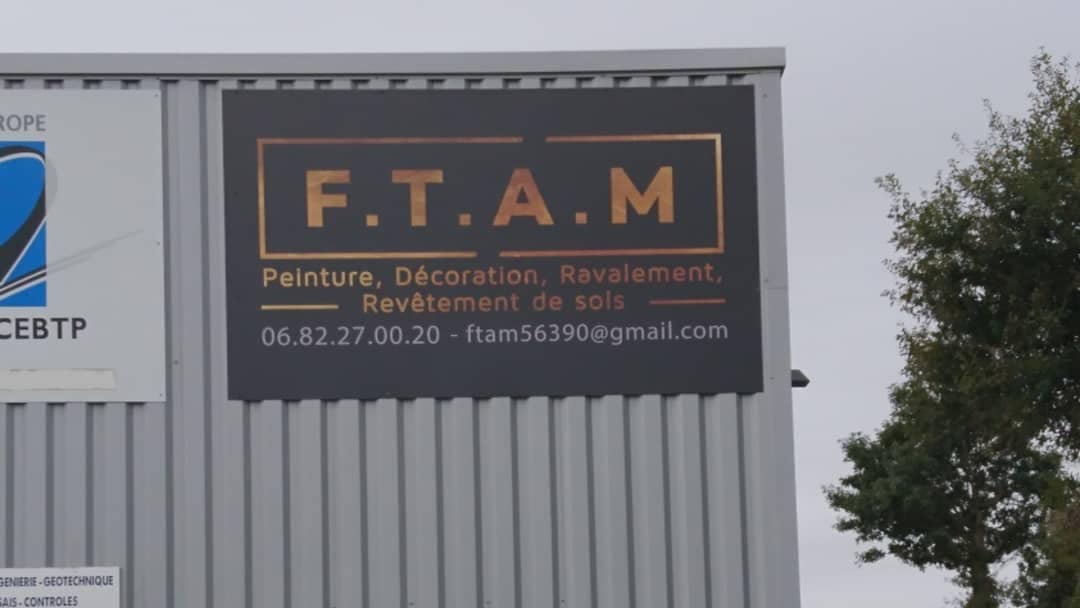 ROPE
CEBTP
F.T.A.M
Peinture, Décoration, Ravalement,
Revêtement de sols
06.82.27.00.20 - ftam56390@gmail.com
GENIERIE - GEOTECHNIQUE
SAIS - CONTROLES